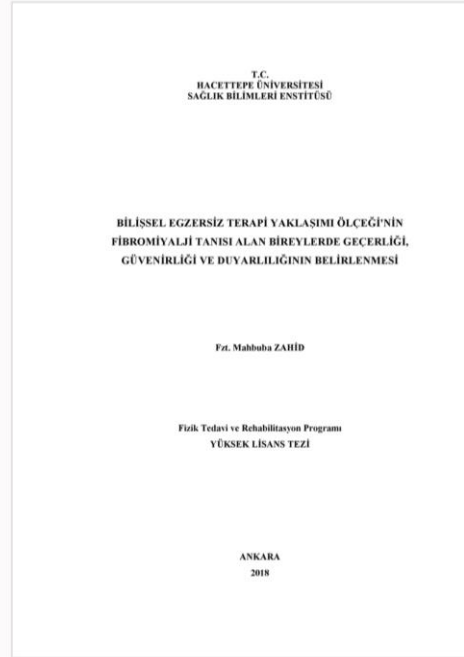 T.C.
HACETTEPE ÜNİVERSİTESİ
SAĞLIK BİLİMLERİ ENSTİTÜSÜ
BİLİŞSEL EGZERSİZ TERAPİ YAKLAŞIMI ÖLÇEĞİ'NİN
FİBROMİYALJİ TANISI ALAN BİREYLERDE GEÇERLİĞİ,
GÜVENİRLİĞİ VE DUYARLILIĞININ BELİRLENMESİ
Fzt. Mahbuba ZAHİD
Fizik Tedavi ve Rehabilitasyon Programı
YÜKSEK LİSANS TEZİ
ANKARA
2018